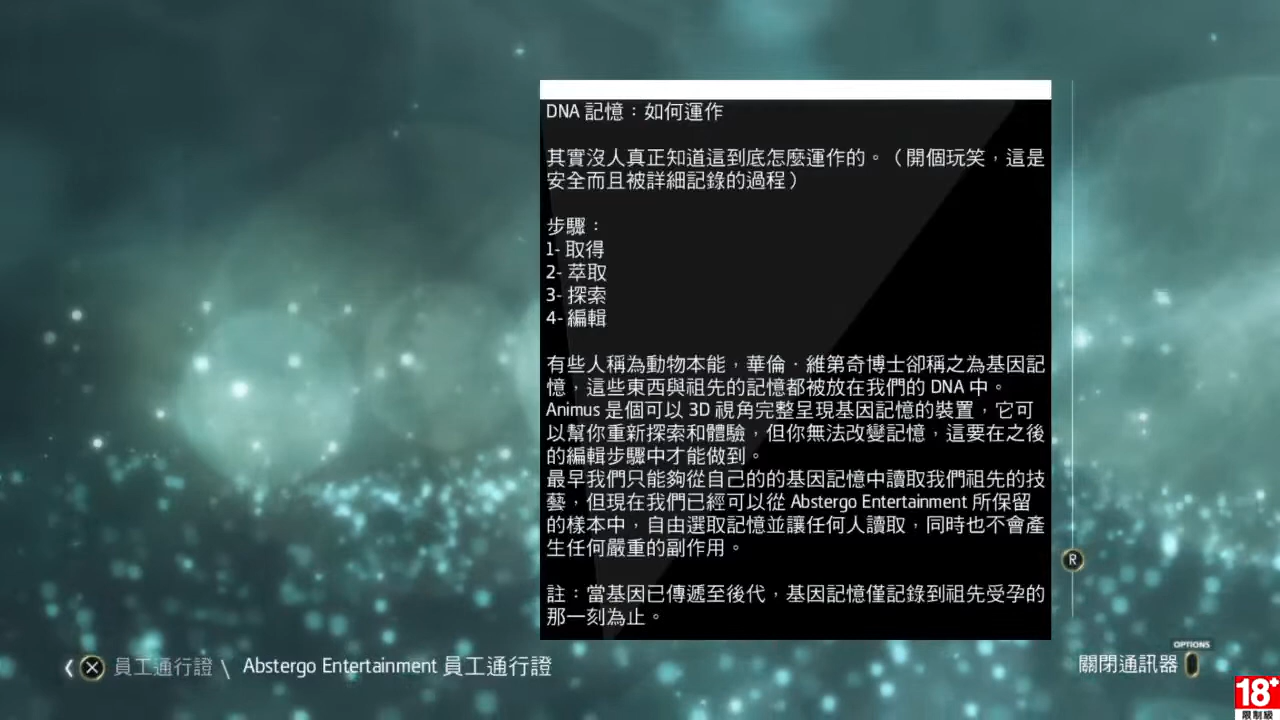 DNA 記憶：如何運作
其實沒人真正知道這到底怎麼運作的。（開個玩笑，這是
安全而且被詳細記錄的過程）
步驟：
1- 取得
2- 萃取
3- 探索
4- 編輯
有些人稱為動物本能，華倫．維第奇博士卻稱之為基因記
憶，這些東西與祖先的記憶都被放在我們的 DNA 中。
Animus 是個可以 3D 視角完整呈現基因記憶的裝置，它可
以幫你重新探索和體驗，但你無法改變記憶，這要在之後
的編輯步驟中才能做到。
最早我們只能夠從自己的的基因記憶中讀取我們祖先的技
藝，但現在我們已經可以從 Abstergo Entertainment 所保留
的樣本中，自由選取記憶並讓任何人讀取，同時也不會產
生任何嚴重的副作用。
註：當基因已傳遞至後代，基因記憶僅記錄到祖先受孕的
那一刻為止。
R
員工通行證 \ Abstergo Entertainment 員工通行證
OPTIONS
關閉通訊器
18+
限制級